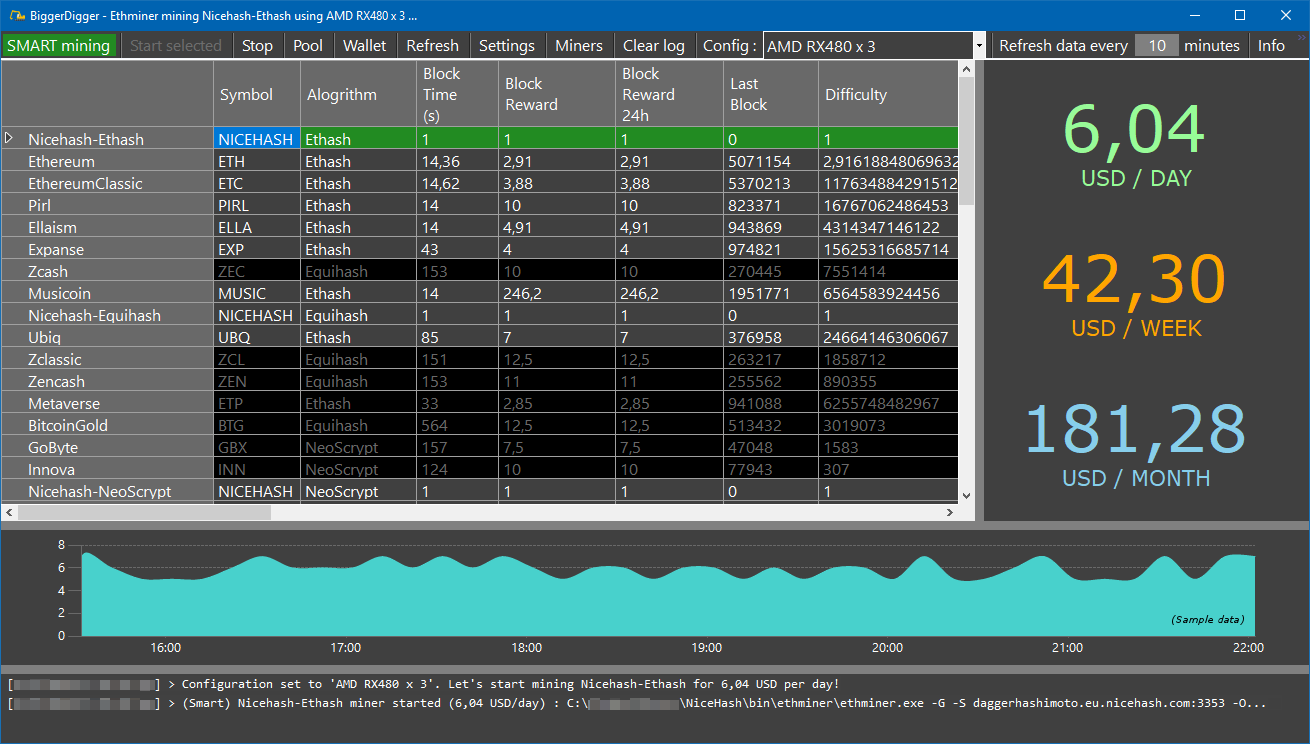 BiggerDigger - Ethminer mining Nicehash-Ethash using AMD RX480 x 3 ...
SMART mining Start selected Stop Pool Wallet Refresh Settings Miners Clear log Config : AMD RX480 x 3 Refresh data every 10 minutes Info
Symbol Alogrithm Block Time (s) Block Reward Block Reward 24h Last Block Difficulty
Nicehash-Ethash NICEHASH Ethash 1 1 1 0 1
Ethereum ETH Ethash 14,36 2,91 2,91 5071154 2,91618848069632
EthereumClassic ETC Ethash 14,62 3,88 3,88 5370213 117634884291512
Pirl PIRL Ethash 14 10 10 823371 16767062486453
Ellaism ELLA Ethash 14 4,91 4,91 943869 4314347146122
Expanse EXP Ethash 43 4 4 974821 15625316685714
Zcash ZEC Equihash 153 10 10 270445 7551414
Musicoin MUSIC Ethash 14 246,2 246,2 1951771 6564583924456
Nicehash-Equihash NICEHASH Equihash 1 1 1 0 1
Ubiq UBQ Ethash 85 7 7 376958 24664146306067
Zclassic ZCL Equihash 151 12,5 12,5 263217 1858712
Zencash ZEN Equihash 153 11 11 255562 890355
Metaverse ETP Ethash 33 2,85 2,85 941088 6255748482967
BitcoinGold BTG Equihash 564 12,5 12,5 513432 3019073
GoByte GBX NeoScrypt 157 7,5 7,5 47048 1583
Innova INN NeoScrypt 124 10 10 77943 307
Nicehash-NeoScrypt NICEHASH NeoScrypt 1 1 1 0 1
6,04
USD / DAY
42,30
USD / WEEK
181,28
USD / MONTH
8
6
4
2
0
(Sample data)
16:00 17:00 18:00 19:00 20:00 21:00 22:00
[ ] > Configuration set to 'AMD RX480 x 3'. Let's start mining Nicehash-Ethash for 6,04 USD per day!
[ ] > (Smart) Nicehash-Ethash miner started (6,04 USD/day) : C:\ \NiceHash\bin\ethminer\ethminer.exe -G -S daggerhashimoto.eu.nicehash.com:3353 -O...